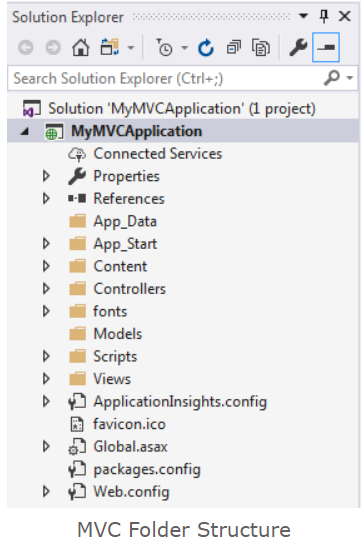 Solution Explorer
Search Solution Explorer (Ctrl+;)
Solution 'MyMVCApplication' (1 project)
MyMVCApplication
Connected Services
Properties
References
App_Data
App_Start
Content
Controllers
fonts
Models
Scripts
Views
ApplicationInsights.config
favicon.ico
Global.asax
packages.config
Web.config
MVC Folder Structure